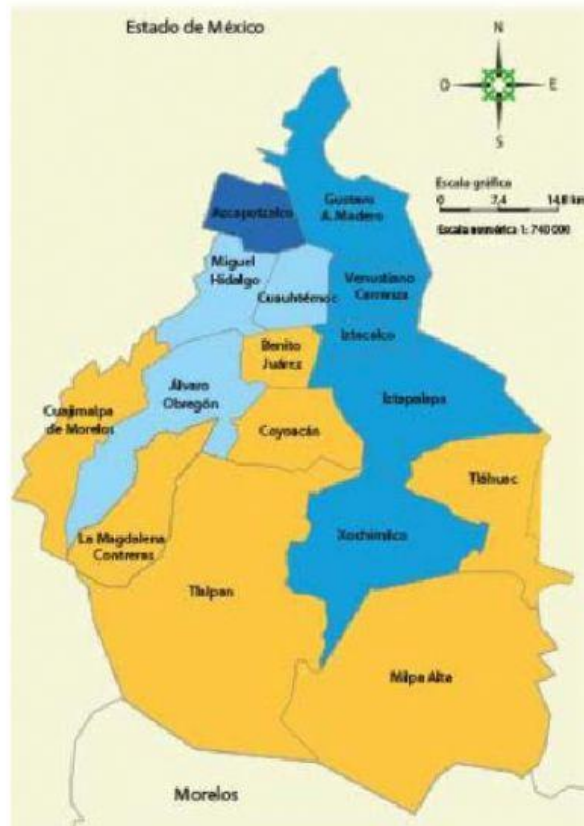 Estado de México
N
O
E
S
Escala gráfica
0 7,4 14,8 km
Escala numérica 1: 740 000
Azcapotzalco
Gustavo
A. Madero
Miguel
Hidalgo
Cuauhtémoc
Venustiano
Carranza
Iztacalco
Benito
Juárez
Cuajimalpa
de Morelos
Álvaro
Obregón
Iztapalapa
Coyoacán
Tláhuac
La Magdalena
Contreras
Xochimilco
Tlalpan
Milpa Alta
Morelos